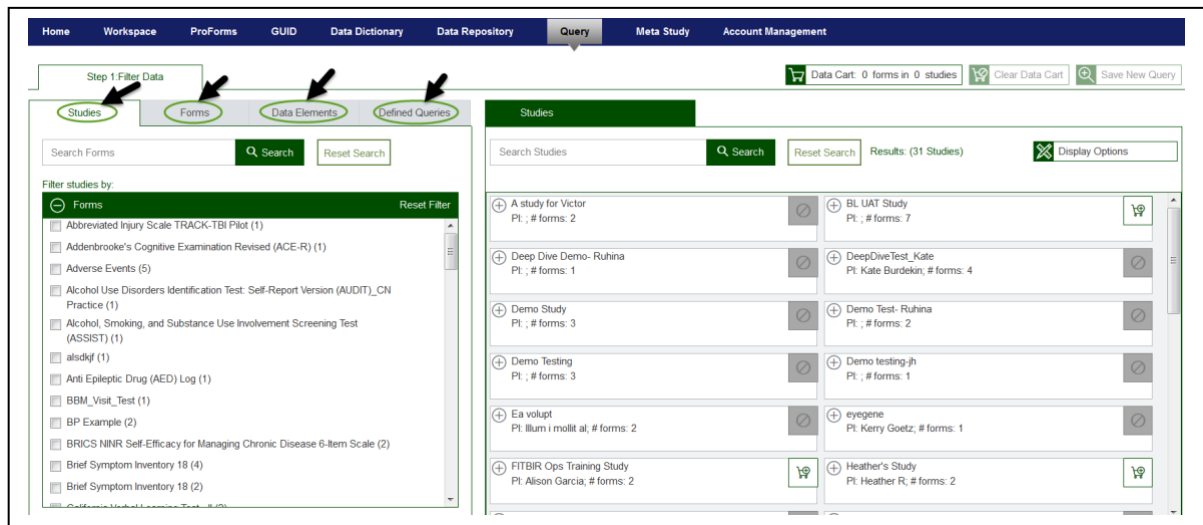 Home Workspace ProForms GUID Data Dictionary Data Repository Query Meta Study Account Management
Step 1:Filter Data
Data Cart: 0 forms in 0 studies Clear Data Cart Save New Query
Studies Forms Data Elements Defined Queries
Search Forms Search Reset Search
Filter studies by:
Forms Reset Filter
Abbreviated Injury Scale TRACK-TBI Pilot (1)
Addenbrooke's Cognitive Examination Revised (ACE-R) (1)
Adverse Events (5)
Alcohol Use Disorders Identification Test: Self-Report Version (AUDIT)_CN
Practice (1)
Alcohol, Smoking, and Substance Use Involvement Screening Test
(ASSIST) (1)
alsdkjf (1)
Anti Epileptic Drug (AED) Log (1)
BBM_Visit_Test (1)
BP Example (2)
BRICS NINR Self-Efficacy for Managing Chronic Disease 6-Item Scale (2)
Brief Symptom Inventory 18 (4)
Brief Symptom Inventory 18 (2)
Studies
Search Studies Search Reset Search Results: (31 Studies) Display Options
A study for Victor
PI: ; # forms: 2
BL UAT Study
PI: ; # forms: 7
Deep Dive Demo- Ruhina
PI: ; # forms: 1
DeepDiveTest_Kate
PI: Kate Burdekin; # forms: 4
Demo Study
PI: ; # forms: 3
Demo Test- Ruhina
PI: ; # forms: 2
Demo Testing
PI: ; # forms: 3
Demo testing-jh
PI: ; # forms: 1
Ea volupt
PI: Illum i mollit al; # forms: 2
eyegene
PI: Kerry Goetz; # forms: 1
FITBIR Ops Training Study
PI: Alison Garcia; # forms: 2
Heather's Study
PI: Heather R; # forms: 2